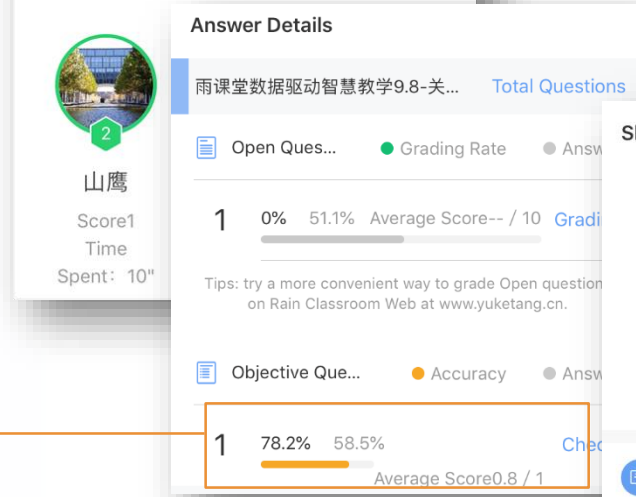 2
山鹰
Score1
Time
Spent: 10"
Answer Details
雨课堂数据驱动智慧教学9.8-关... Total Questions
Open Ques... Grading Rate Answ
1 0% 51.1% Average Score-- / 10 Gradi
Tips: try a more convenient way to grade Open question
on Rain Classroom Web at www.yuketang.cn.
Objective Que... Accuracy Answ
1 78.2% 58.5% Chec
Average Score0.8 / 1